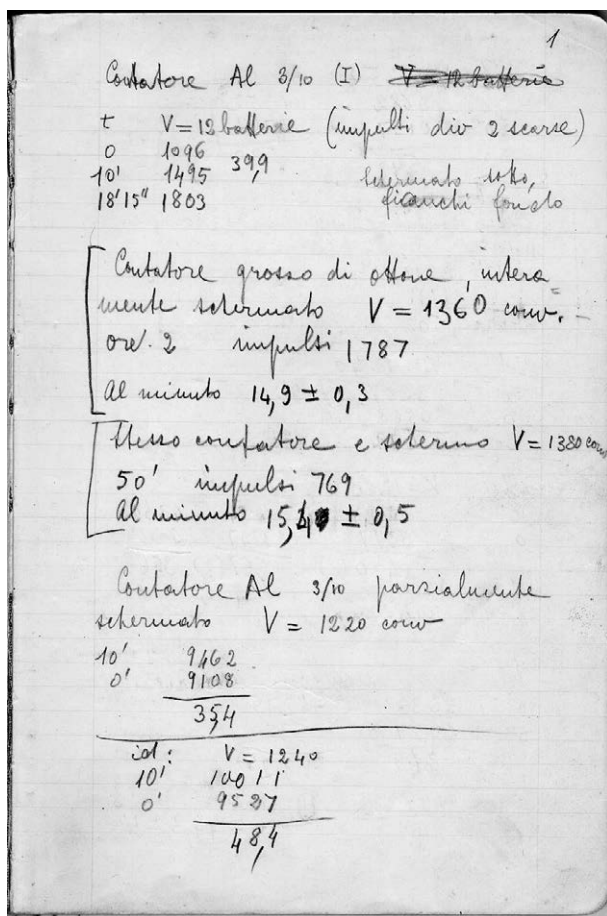 1
Contatore Al 3/10 (I) V=12 batterie
t V=12 batterie (impulsi div 2 scarse)
0 1096
10' 1495 39,9 schermato sotto,
18'15" 1803 fianchi fondo
Contatore grosso di ottone, intera=
mente schermato V = 1360 conv.
ore 2 impulsi 1787
Al minuto 14,9 ± 0,3
Stesso contatore e schermo V = 1380 conv
50' impulsi 769
Al minuto 15,4 ± 0,5
Contatore Al 3/10 parzialmente
schermato V = 1220 conv
10' 9462
0' 9108
35,4
id: V = 1240
10' 10011
0' 9527
48,4